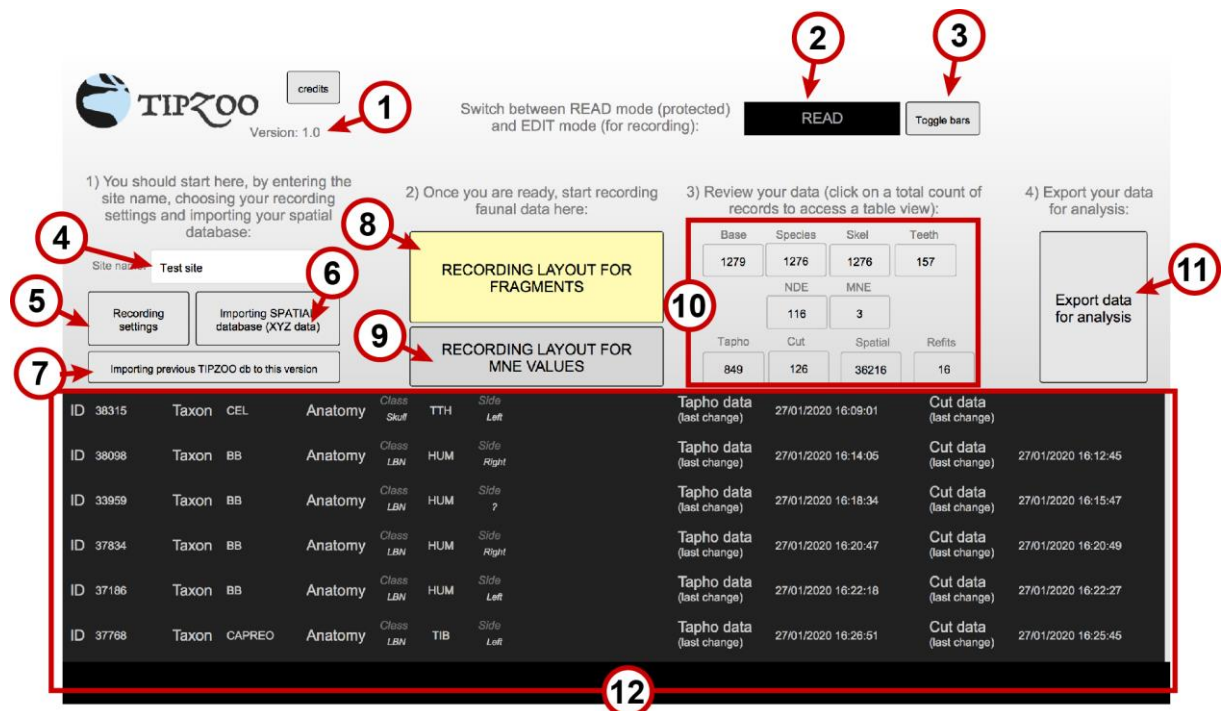 2
3
TIPZOO
credits
1
Version: 1.0
Switch between READ mode (protected)
and EDIT mode (for recording):
READ
Toggle bars
1) You should start here, by entering the
site name, choosing your recording
settings and importing your spatial
database:
4
Site name:
Test site
6
5
Recording
settings
Importing SPATIAL
database (XYZ data)
7
Importing previous TIPZOO db to this version
2) Once you are ready, start recording
faunal data here:
8
RECORDING LAYOUT FOR
FRAGMENTS
9
RECORDING LAYOUT FOR
MNE VALUES
3) Review your data (click on a total count of
records to access a table view):
Base Species Skel Teeth
1279 1276 1276 157
10
NDE MNE
116 3
Tapho Cut Spatial Refits
849 126 36216 16
4) Export your data
for analysis:
11
Export data
for analysis
ID 38315 Taxon CEL Anatomy Class Skull TTH Side Left Tapho data (last change) 27/01/2020 16:09:01 Cut data (last change)
ID 38098 Taxon BB Anatomy Class LBN HUM Side Right Tapho data (last change) 27/01/2020 16:14:05 Cut data (last change) 27/01/2020 16:12:45
ID 33959 Taxon BB Anatomy Class LBN HUM Side ? Tapho data (last change) 27/01/2020 16:18:34 Cut data (last change) 27/01/2020 16:15:47
ID 37834 Taxon BB Anatomy Class LBN HUM Side Right Tapho data (last change) 27/01/2020 16:20:47 Cut data (last change) 27/01/2020 16:20:49
ID 37186 Taxon BB Anatomy Class LBN HUM Side Left Tapho data (last change) 27/01/2020 16:22:18 Cut data (last change) 27/01/2020 16:22:27
ID 37768 Taxon CAPREO Anatomy Class LBN TIB Side Left Tapho data (last change) 27/01/2020 16:26:51 Cut data (last change) 27/01/2020 16:25:45
12